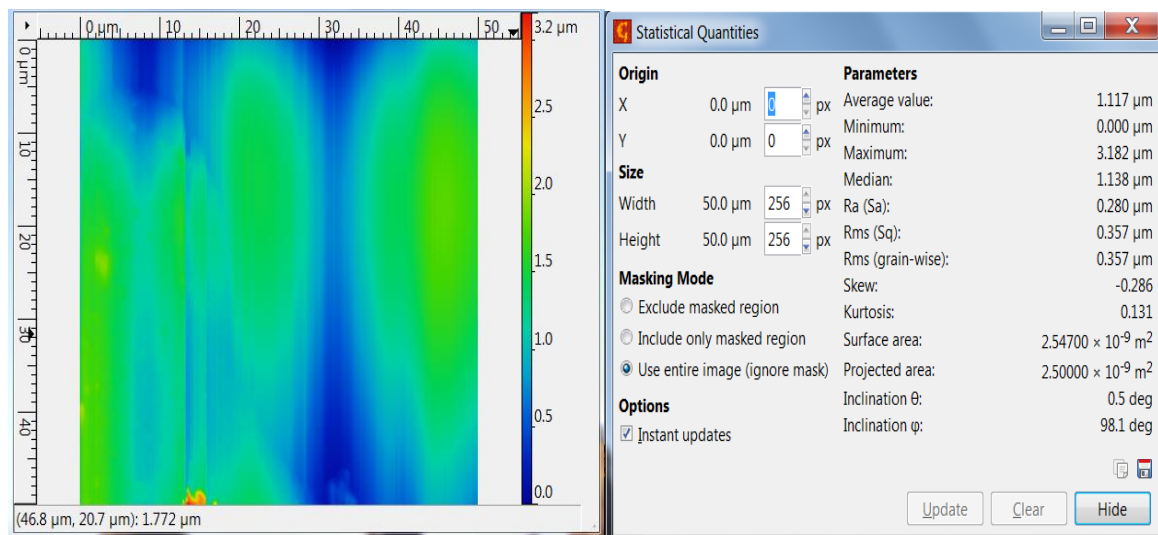 0 µm 10 20 30 40 50
0 µm
10
20
30
40
3.2 µm
2.5
2.0
1.5
1.0
0.5
0.0
(46.8 µm, 20.7 µm): 1.772 µm
Statistical Quantities
Origin
X 0.0 µm 0 px
Y 0.0 µm 0 px
Size
Width 50.0 µm 256 px
Height 50.0 µm 256 px
Masking Mode
Exclude masked region
Include only masked region
Use entire image (ignore mask)
Options
Instant updates
Parameters
Average value: 1.117 µm
Minimum: 0.000 µm
Maximum: 3.182 µm
Median: 1.138 µm
Ra (Sa): 0.280 µm
Rms (Sq): 0.357 µm
Rms (grain-wise): 0.357 µm
Skew: -0.286
Kurtosis: 0.131
Surface area: 2.54700 × 10⁻⁹ m²
Projected area: 2.50000 × 10⁻⁹ m²
Inclination θ: 0.5 deg
Inclination φ: 98.1 deg
Update Clear Hide